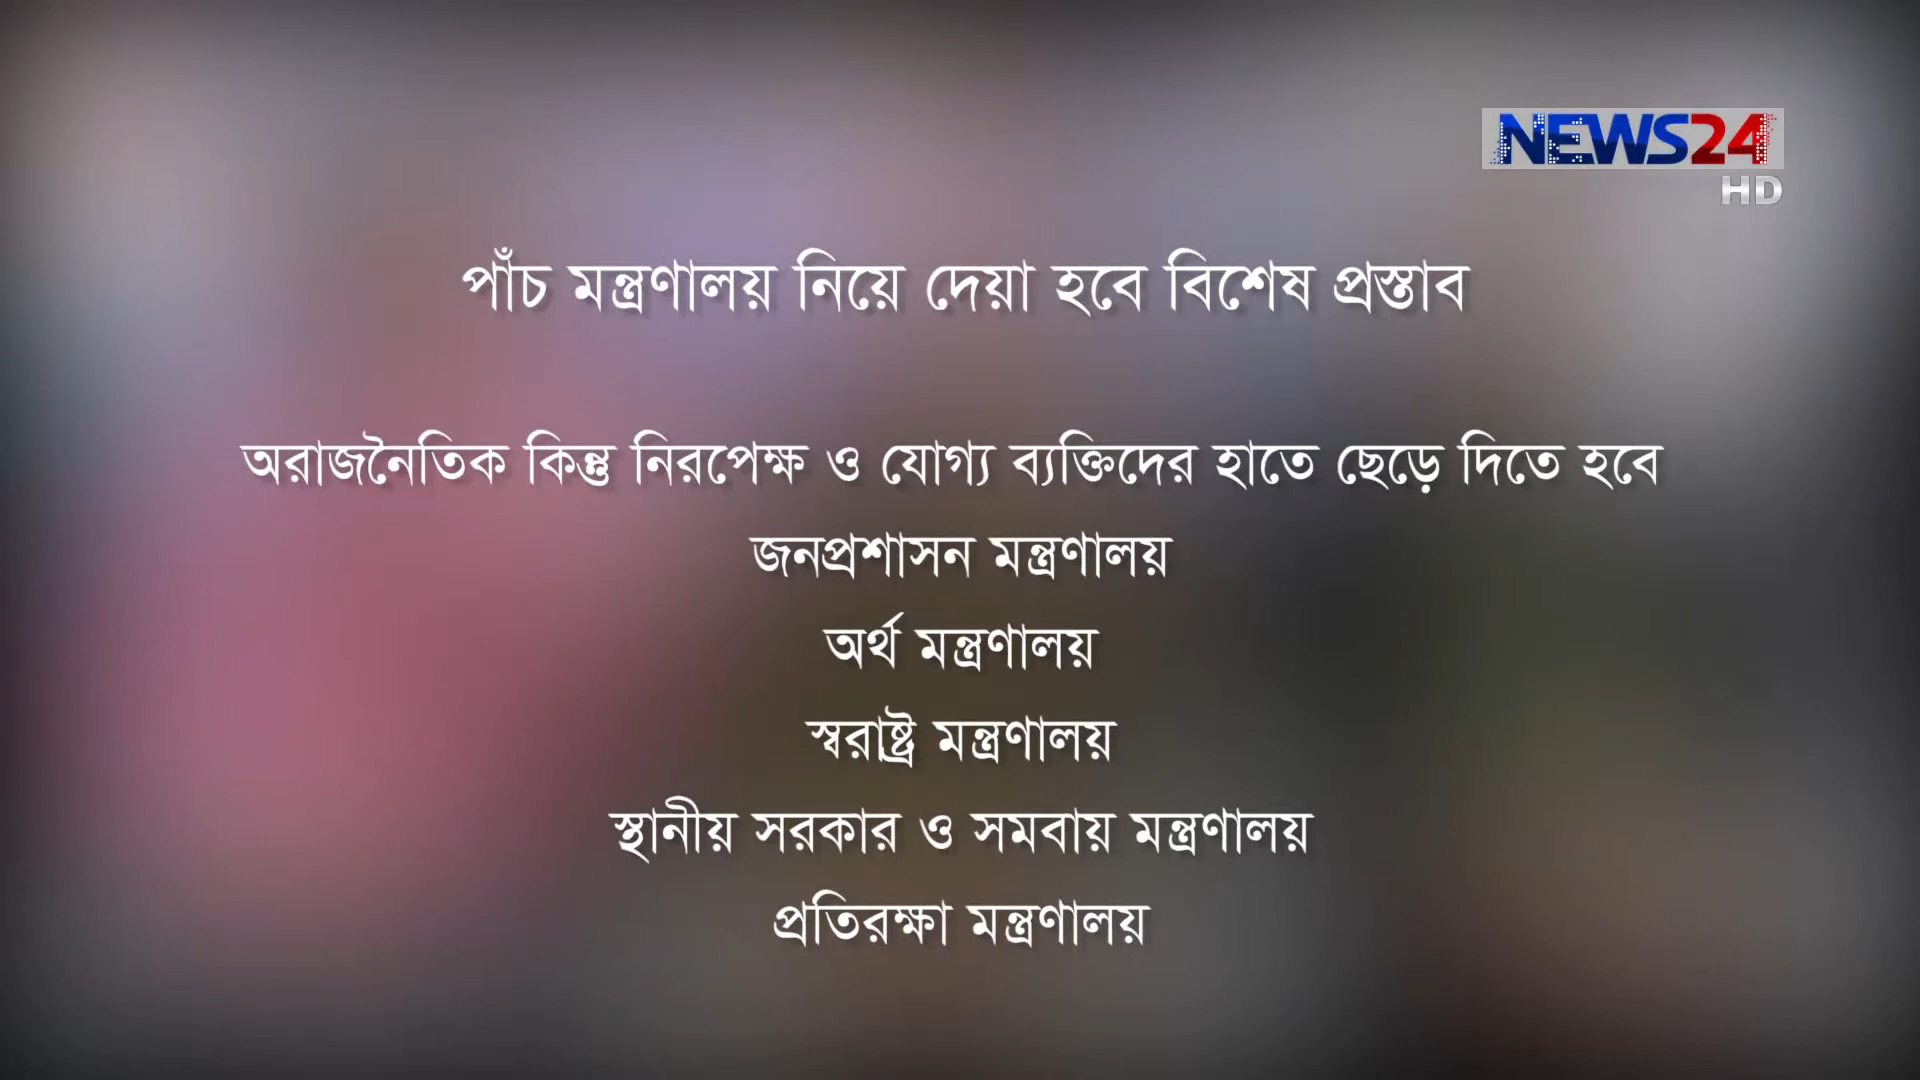 NEWS24
HD
পাঁচ মন্ত্রণালয় নিয়ে দেয়া হবে বিশেষ প্রস্তাব
অরাজনৈতিক কিন্তু নিরপেক্ষ ও যোগ্য ব্যক্তিদের হাতে ছেড়ে দিতে হবে
জনপ্রশাসন মন্ত্রণালয়
অর্থ মন্ত্রণালয়
স্বরাষ্ট্র মন্ত্রণালয়
স্থানীয় সরকার ও সমবায় মন্ত্রণালয়
প্রতিরক্ষা মন্ত্রণালয়